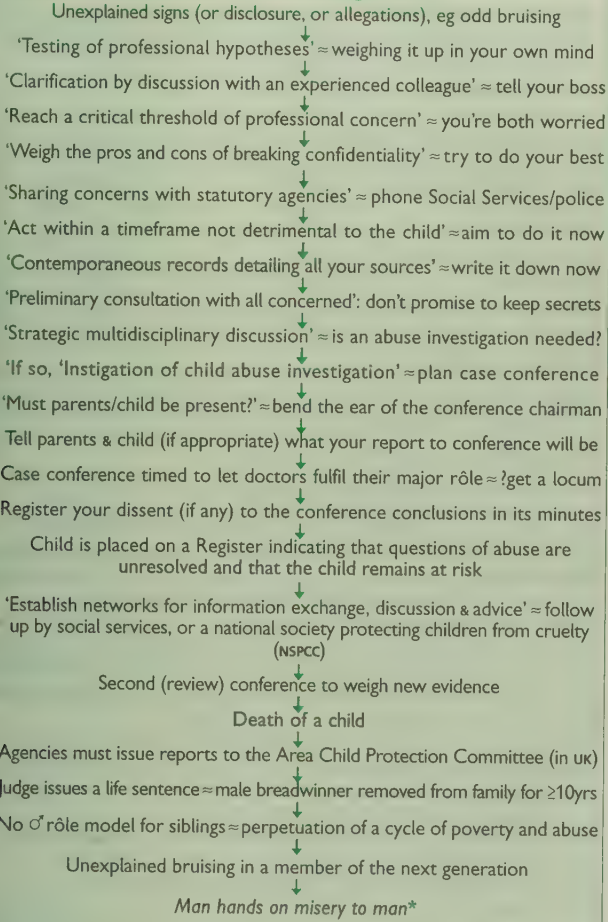 Unexplained signs (or disclosure, or allegations), eg odd bruising
‘Testing of professional hypotheses’ ≈ weighing it up in your own mind
‘Clarification by discussion with an experienced colleague’ ≈ tell your boss
‘Reach a critical threshold of professional concern’ ≈ you’re both worried
‘Weigh the pros and cons of breaking confidentiality’ ≈ try to do your best
‘Sharing concerns with statutory agencies’ ≈ phone Social Services/police
‘Act within a timeframe not detrimental to the child’ ≈ aim to do it now
‘Contemporaneous records detailing all your sources’ ≈ write it down now
‘Preliminary consultation with all concerned’: don’t promise to keep secrets
‘Strategic multidisciplinary discussion’ ≈ is an abuse investigation needed?
‘If so, ‘Instigation of child abuse investigation’ ≈ plan case conference
‘Must parents/child be present?’ ≈ bend the ear of the conference chairman
Tell parents & child (if appropriate) what your report to conference will be
Case conference timed to let doctors fulfil their major rôle ≈ ?get a locum
Register your dissent (if any) to the conference conclusions in its minutes
Child is placed on a Register indicating that questions of abuse are
unresolved and that the child remains at risk
‘Establish networks for information exchange, discussion & advice’ ≈ follow
up by social services, or a national society protecting children from cruelty
(NSPCC)
Second (review) conference to weigh new evidence
Death of a child
Agencies must issue reports to the Area Child Protection Committee (in UK)
Judge issues a life sentence ≈ male breadwinner removed from family for ≥10yrs
No ♂ rôle model for siblings ≈ perpetuation of a cycle of poverty and abuse
Unexplained bruising in a member of the next generation
Man hands on misery to man*